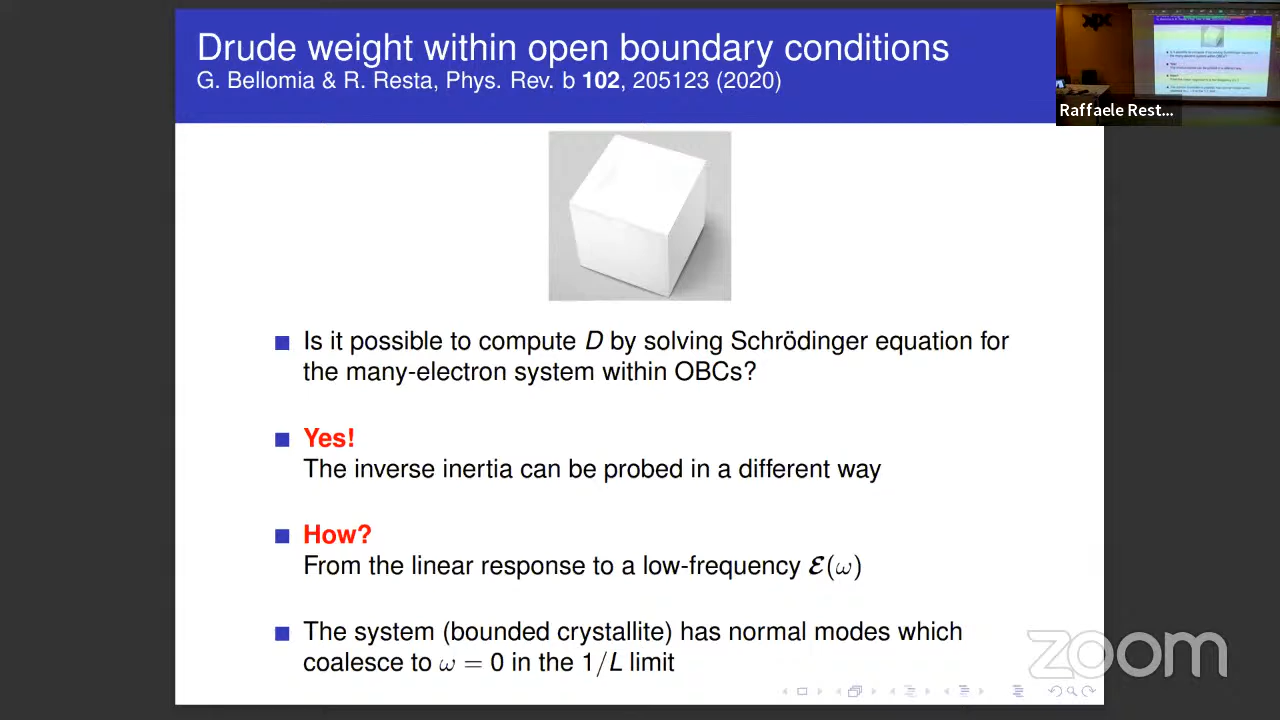 Drude weight within open boundary conditions
G. Bellomia & R. Resta, Phys. Rev. b 102, 205123 (2020)
Raffaele Rest...
Is it possible to compute D by solving Schrödinger equation for
the many-electron system within OBCs?
Yes!
The inverse inertia can be probed in a different way
How?
From the linear response to a low-frequency 𝓔(ω)
The system (bounded crystallite) has normal modes which
coalesce to ω = 0 in the 1/L limit
zoom